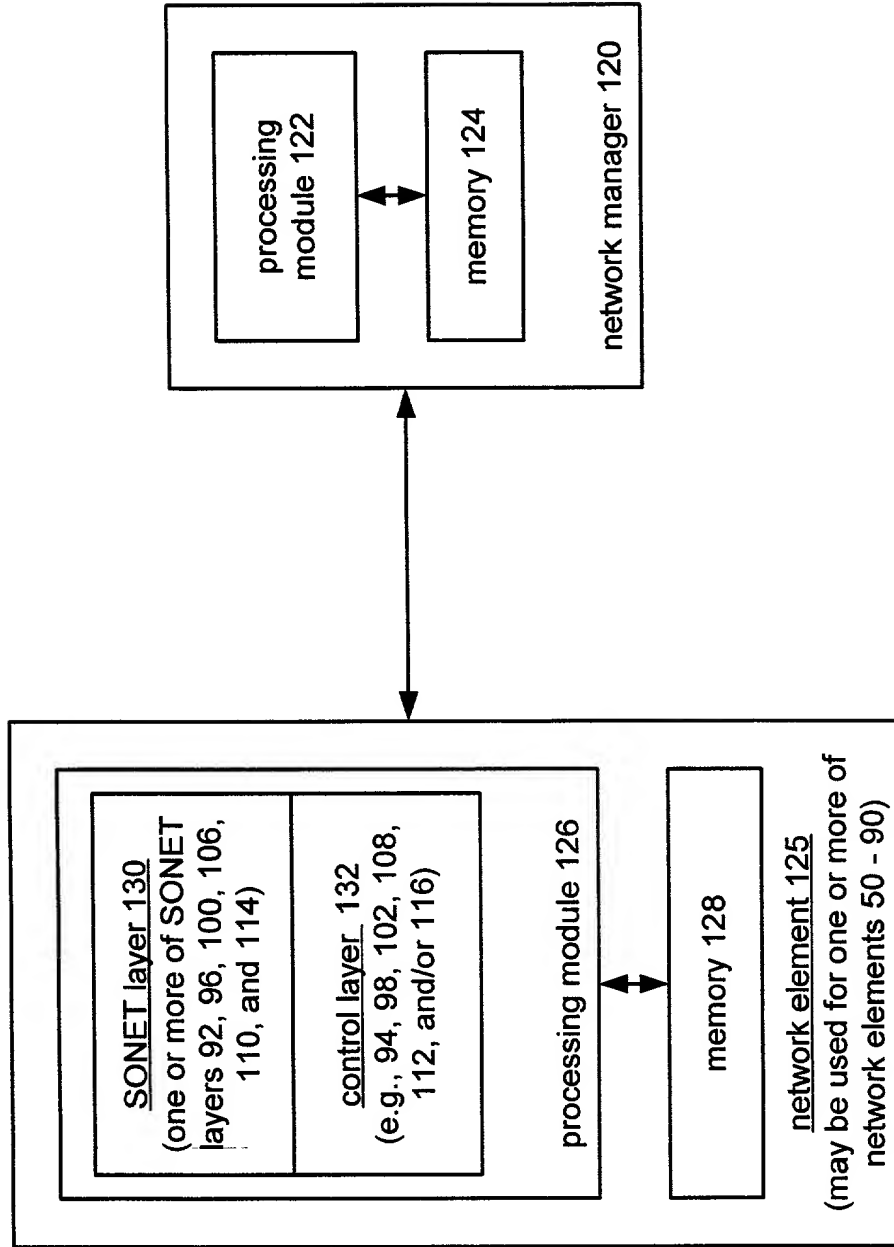 SONET layer 130
(one or more of SONET
layers 92, 96, 100, 106,
110, and 114)
control layer 132
(e.g., 94, 98, 102, 108,
112, and/or 116)
processing module 126
memory 128
network element 125
(may be used for one or more of
network elements 50 - 90)
processing
module 122
memory 124
network manager 120